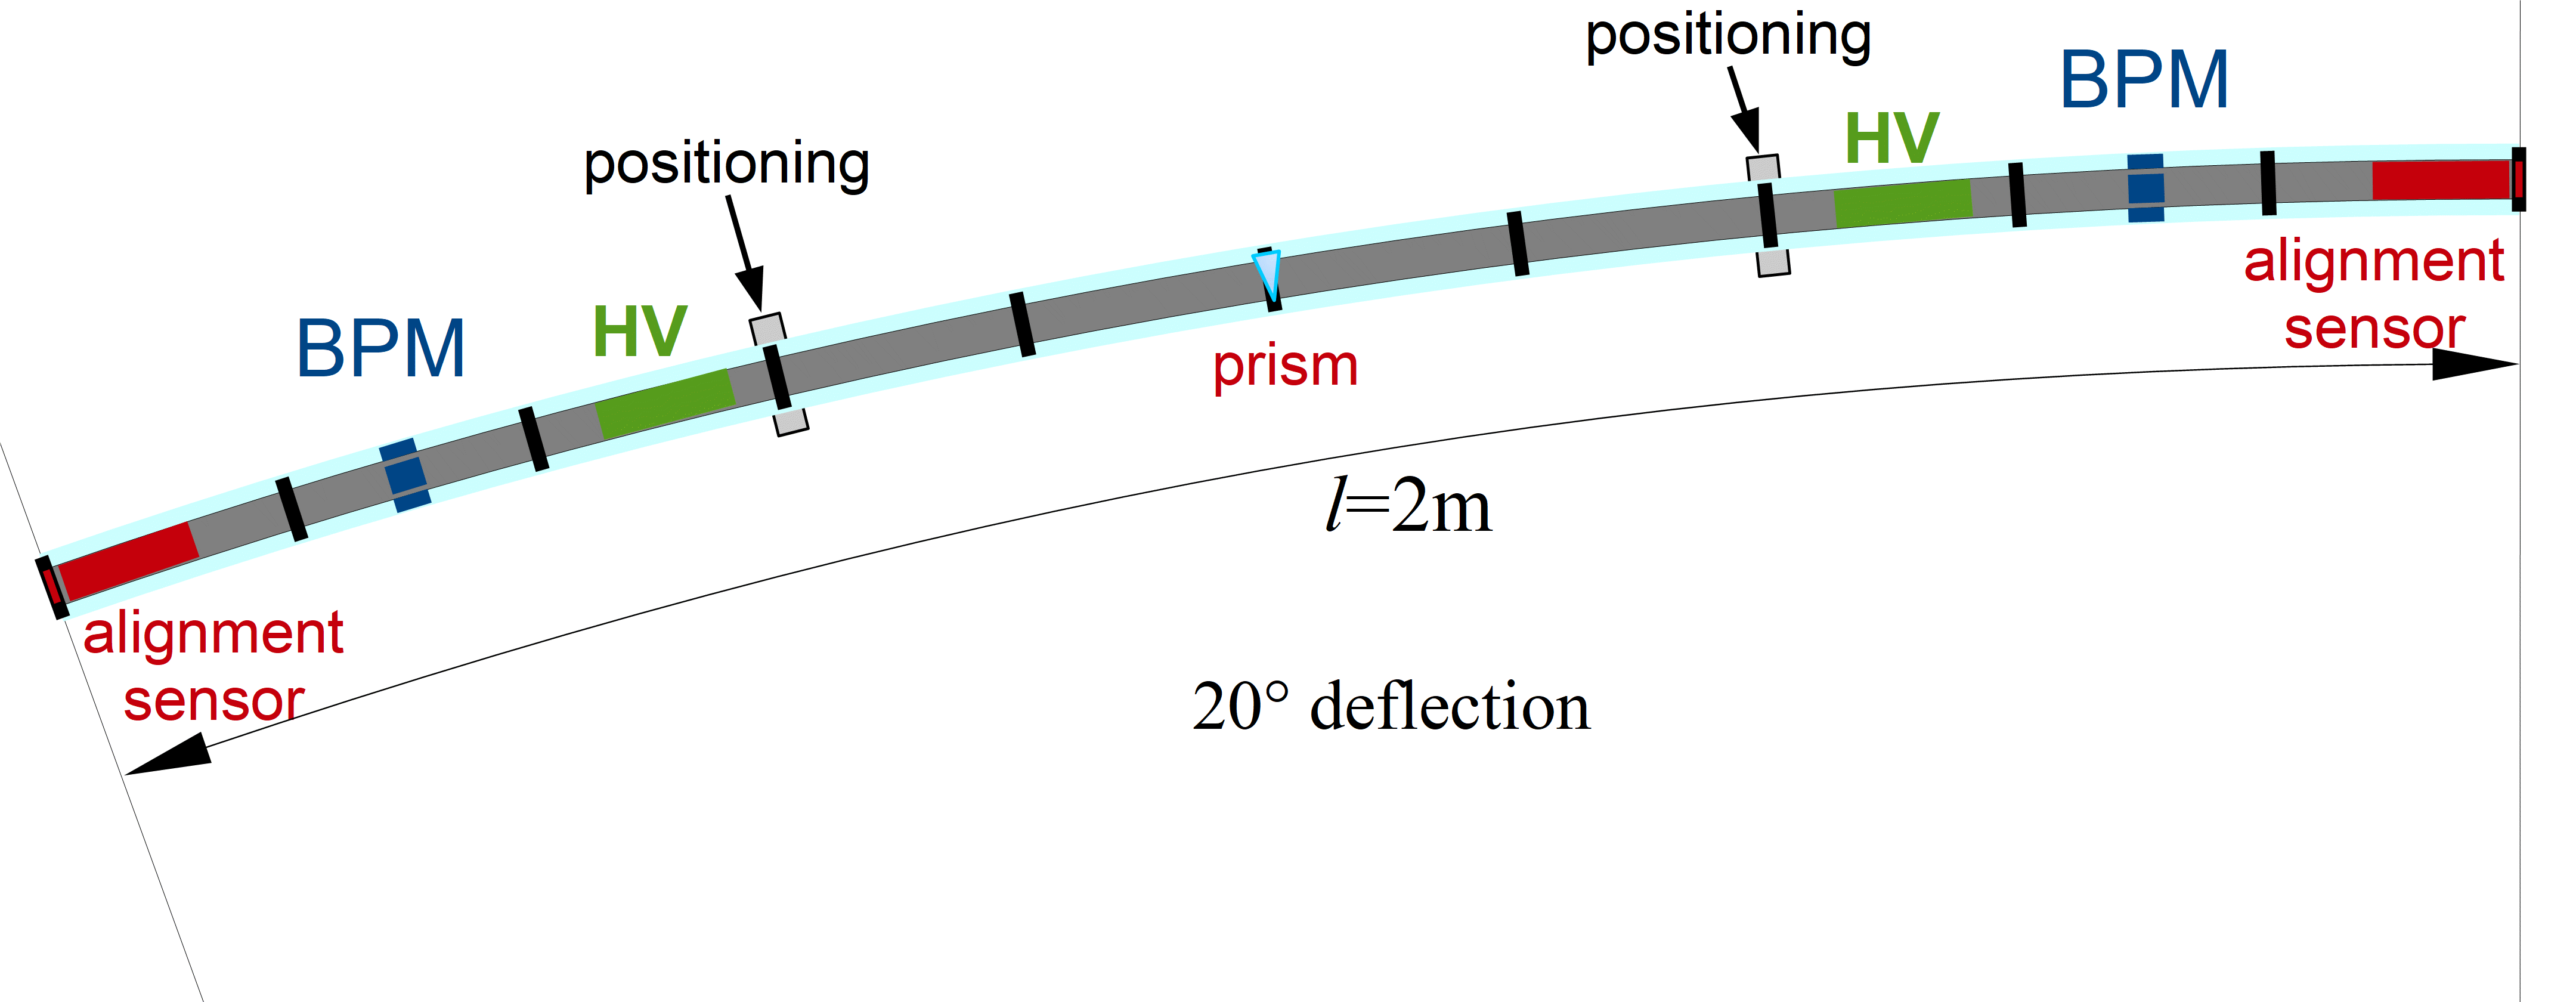 positioning
BPM
HV
positioning
alignment
sensor
HV
BPM
prism
l=2m
alignment
sensor
20° deflection